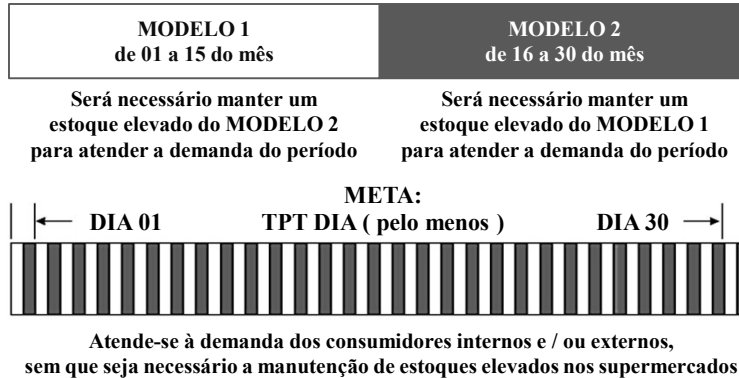 MODELO 1
de 01 a 15 do mês
MODELO 2
de 16 a 30 do mês
Será necessário manter um
estoque elevado do MODELO 2
para atender a demanda do período
Será necessário manter um
estoque elevado do MODELO 1
para atender a demanda do período
META:
DIA 01
TPT DIA ( pelo menos )
DIA 30
Atende-se à demanda dos consumidores internos e / ou externos,
sem que seja necessário a manutenção de estoques elevados nos supermercados